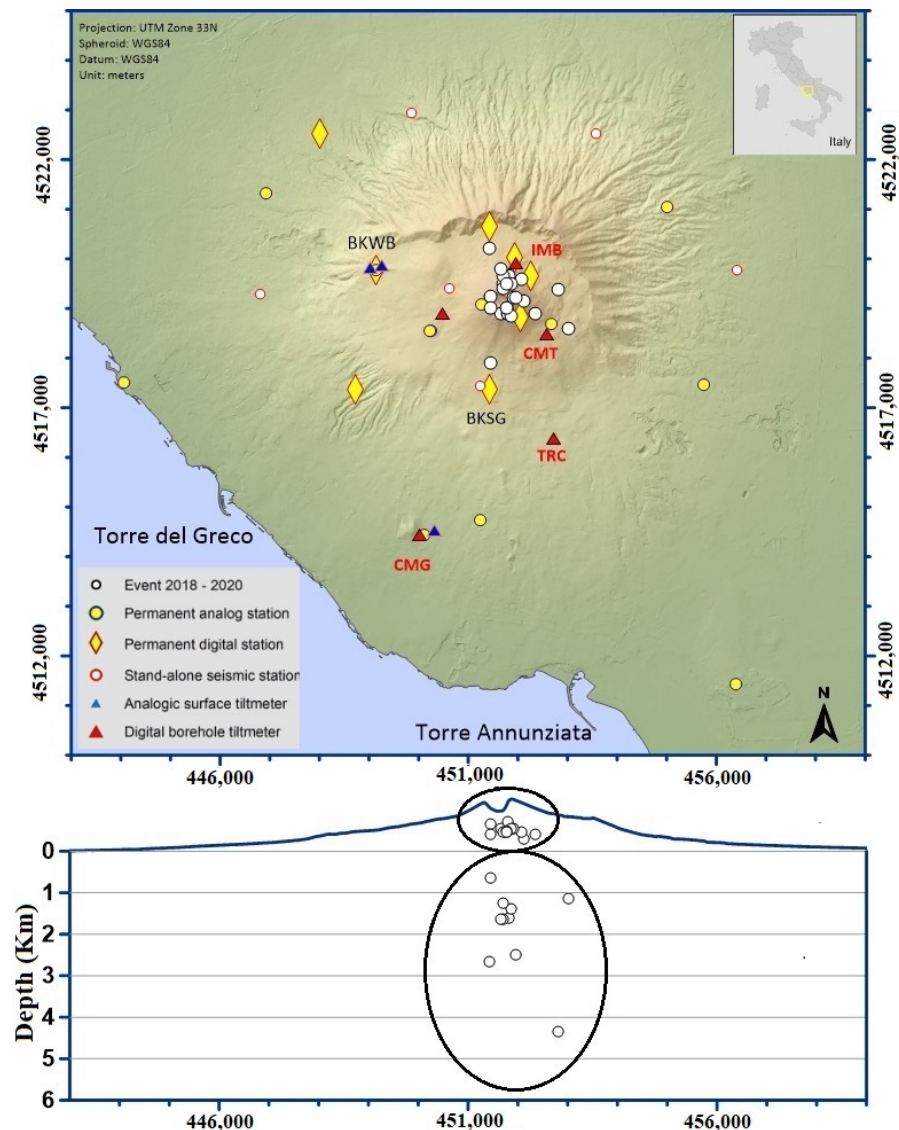 Projection: UTM Zone 33N
Spheroid: WGS84
Datum: WGS84
Unit: meters
Italy
4522,000
4522,000
BKWB
IMB
CMT
4517,000
4517,000
BKSG
TRC
Torre del Greco
CMG
Event 2018 - 2020
Permanent analog station
Permanent digital station
Stand-alone seismic station
Analogic surface tiltmeter
Digital borehole tiltmeter
4512,000
4512,000
N
Torre Annunziata
446,000
451,000
456,000
0
1
2
3
4
5
6
Depth (Km)
446,000
451,000
456,000